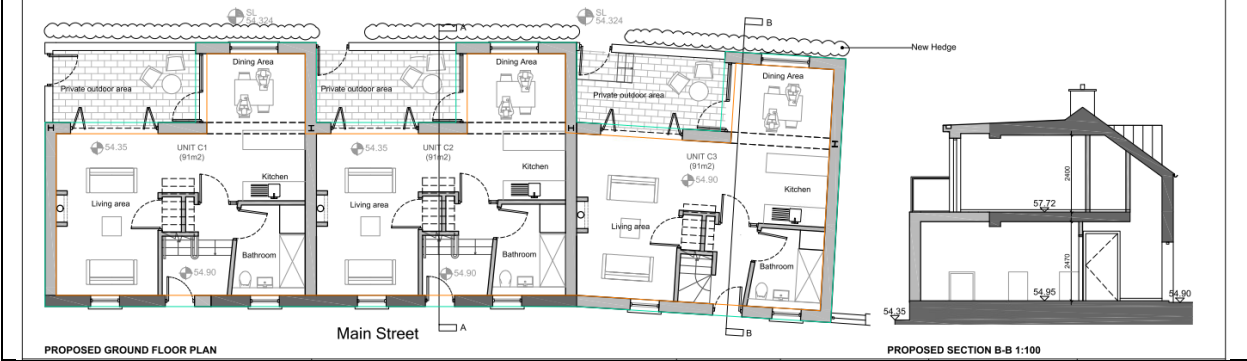 SL
54.324
A
SL
54.324
B
New Hedge
Dining Area
Dining Area
Dining Area
Private outdoor area
Private outdoor area
Private outdoor area
54.35
UNIT C1
(91m2)
54.35
UNIT C2
(91m2)
UNIT C3
(91m2)
54.90
Kitchen
Kitchen
Kitchen
Living area
Living area
Living area
Bathroom
Bathroom
Bathroom
54.90
54.90
A
B
Main Street
2400
57.72
2470
54.95
54.90
54.35
PROPOSED GROUND FLOOR PLAN
PROPOSED SECTION B-B 1:100